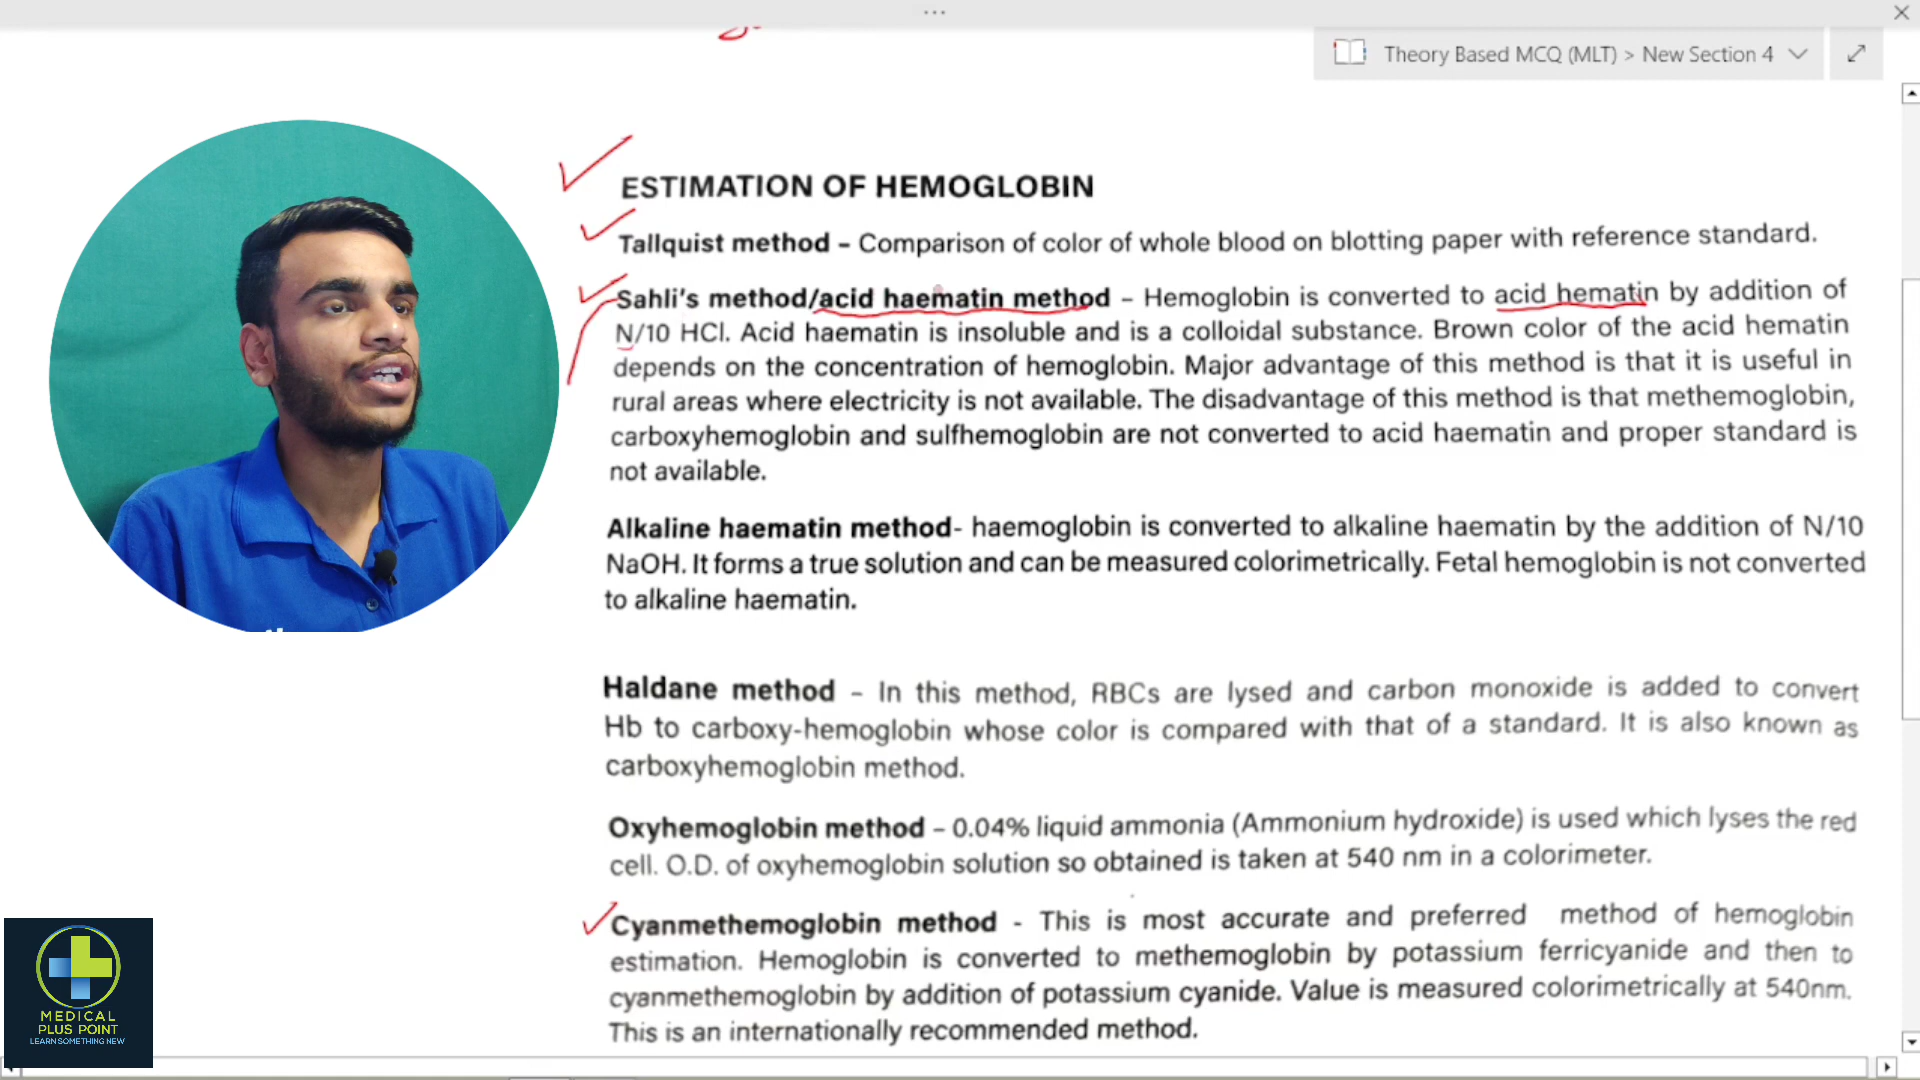 Theory Based MCQ (MLT) > New Section 4
ESTIMATION OF HEMOGLOBIN
Tallquist method – Comparison of color of whole blood on blotting paper with reference standard.
Sahli's method/acid haematin method – Hemoglobin is converted to acid hematin by addition of
N/10 HCl. Acid haematin is insoluble and is a colloidal substance. Brown color of the acid hematin
depends on the concentration of hemoglobin. Major advantage of this method is that it is useful in
rural areas where electricity is not available. The disadvantage of this method is that methemoglobin,
carboxyhemoglobin and sulfhemoglobin are not converted to acid haematin and proper standard is
not available.
Alkaline haematin method- haemoglobin is converted to alkaline haematin by the addition of N/10
NaOH. It forms a true solution and can be measured colorimetrically. Fetal hemoglobin is not converted
to alkaline haematin.
Haldane method – In this method, RBCs are lysed and carbon monoxide is added to convert
Hb to carboxy-hemoglobin whose color is compared with that of a standard. It is also known as
carboxyhemoglobin method.
Oxyhemoglobin method – 0.04% liquid ammonia (Ammonium hydroxide) is used which lyses the red
cell. O.D. of oxyhemoglobin solution so obtained is taken at 540 nm in a colorimeter.
Cyanmethemoglobin method - This is most accurate and preferred method of hemoglobin
estimation. Hemoglobin is converted to methemoglobin by potassium ferricyanide and then to
cyanmethemoglobin by addition of potassium cyanide. Value is measured colorimetrically at 540nm.
This is an internationally recommended method.
MEDICAL
PLUS POINT
LEARN SOMETHING NEW